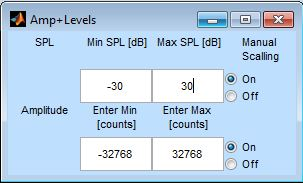 Amp+Levels
SPL Min SPL [dB] Max SPL [dB] Manual
Scalling
-30 30 On
Off
Amplitude Enter Min Enter Max
[counts] [counts]
-32768 32768 On
Off